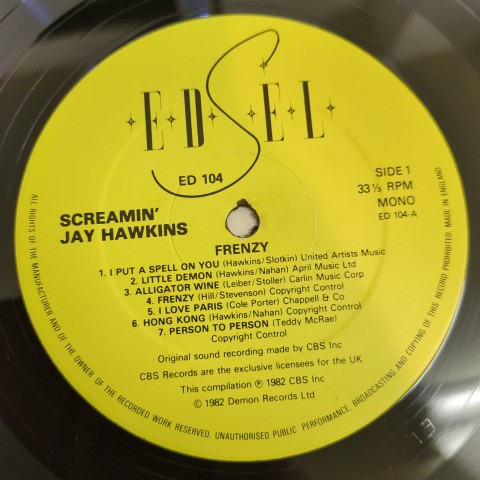 EDSEL
ED 104
SIDE 1
33⅓ RPM
MONO
ED 104-A
SCREAMIN'
JAY HAWKINS
FRENZY
1. I PUT A SPELL ON YOU (Hawkins/Slotkin) United Artists Music
2. LITTLE DEMON (Hawkins/Nahan) April Music Ltd
3. ALLIGATOR WINE (Leiber/Stoller) Carlin Music Corp
4. FRENZY (Hill/Stevenson) Copyright Control
5. I LOVE PARIS (Cole Porter) Chappell & Co
6. HONG KONG (Hawkins/Nahan) Copyright Control
7. PERSON TO PERSON (Teddy McRae)
Copyright Control
Original sound recording made by CBS Inc
CBS Records are the exclusive licensees for the UK
This compilation ℗ 1982 CBS Inc
© 1982 Demon Records Ltd
ALL RIGHTS OF THE MANUFACTURER AND OF THE OWNER OF THE RECORDED WORK RESERVED. UNAUTHORISED PUBLIC PERFORMANCE, BROADCASTING AND COPYING OF THIS RECORD PROHIBITED. MADE IN ENGLAND.